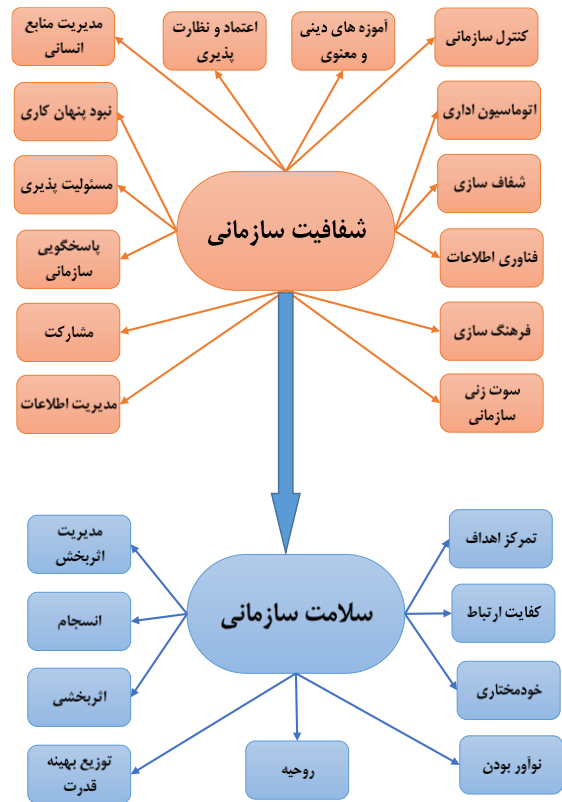 کنترل سازمانی
آموزه های دینی
و معنوی
اعتماد و نظارت
پذیری
مدیریت منابع
انسانی
اتوماسیون اداری
نبود پنهان کاری
شفاف سازی
مسئولیت پذیری
شفافیت سازمانی
فناوری اطلاعات
پاسخگویی
سازمانی
فرهنگ سازی
مشارکت
سوت زنی
سازمانی
مدیریت اطلاعات
تمرکز اهداف
مدیریت
اثربخش
کفایت ارتباط
سلامت سازمانی
انسجام
خودمختاری
اثربخشی
نوآور بودن
روحیه
توزیع بهینه
قدرت